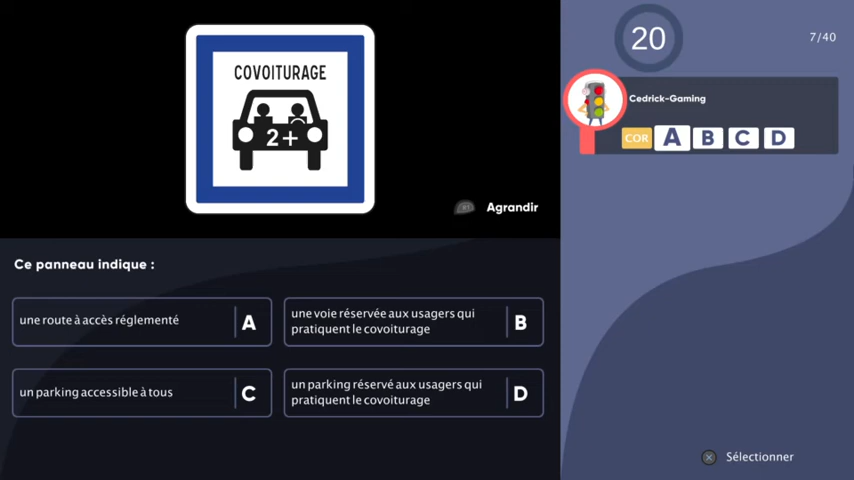 COVOITURAGE
2+
Agrandir
20
7/40
Cedrick-Gaming
COR A B C D
Ce panneau indique :
une route à accès réglementé A
une voie réservée aux usagers qui
pratiquent le covoiturage B
un parking accessible à tous C
un parking réservé aux usagers qui
pratiquent le covoiturage D
Sélectionner